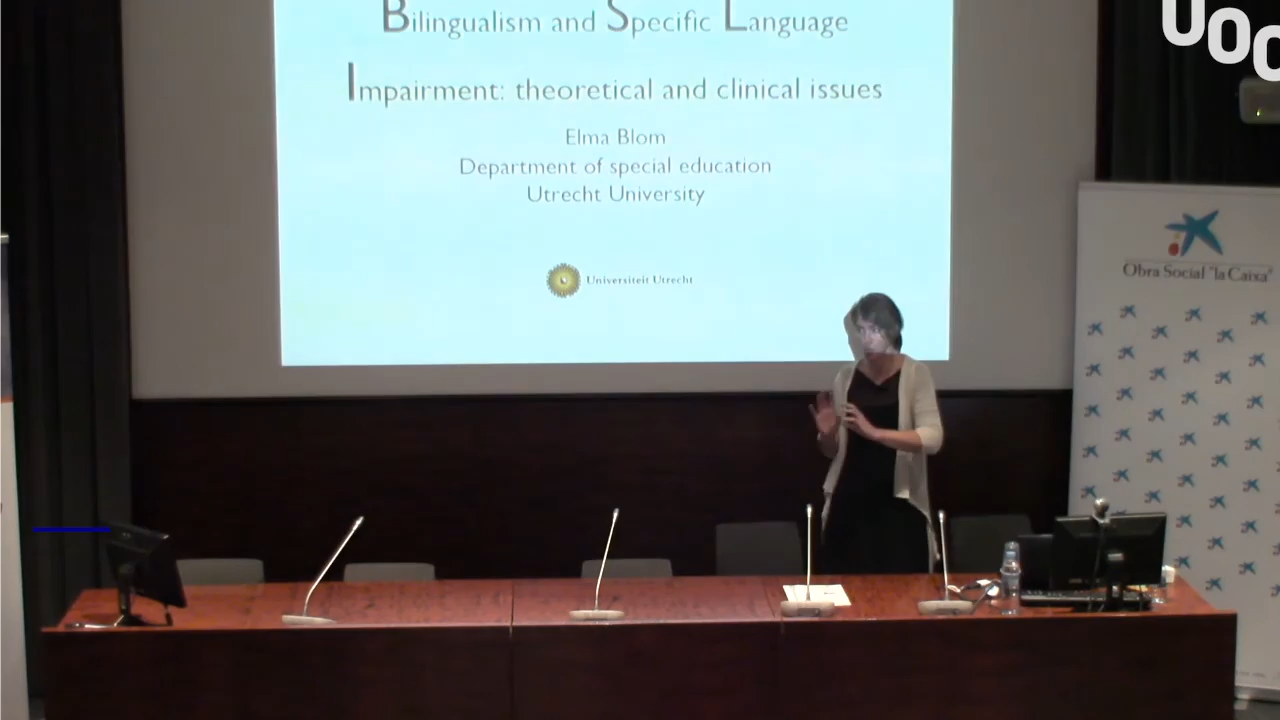 Bilingualism and Specific Language
Impairment: theoretical and clinical issues
Elma Blom
Department of special education
Utrecht University
Universiteit Utrecht
UOC
Obra Social "la Caixa"